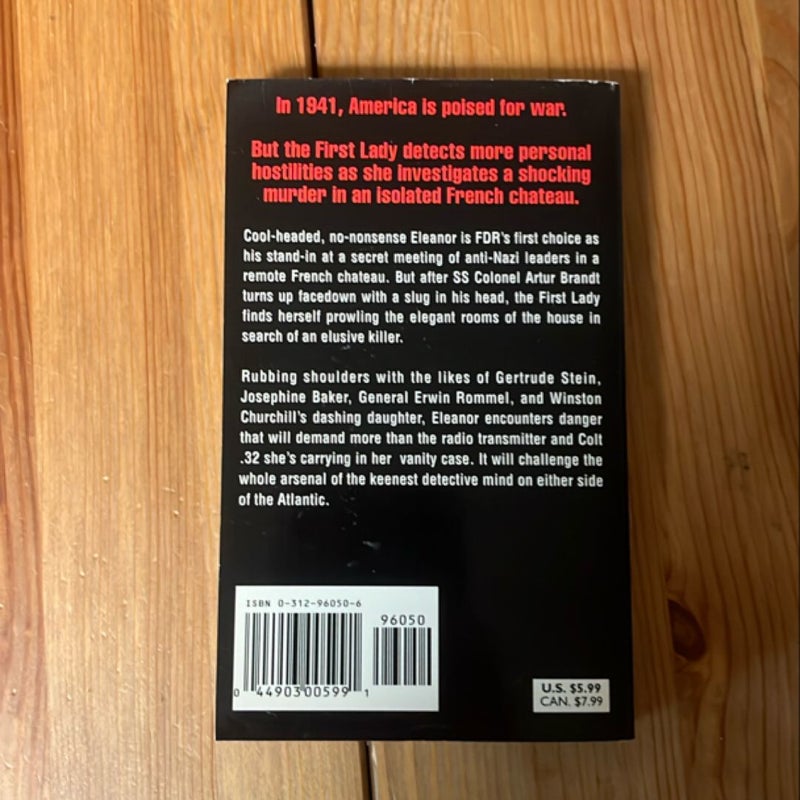 In 1941, America is poised for war.
But the First Lady detects more personal
hostilities as she investigates a shocking
murder in an isolated French chateau.
Cool-headed, no-nonsense Eleanor is FDR's first choice as
his stand-in at a secret meeting of anti-Nazi leaders in a
remote French chateau. But after SS Colonel Artur Brandt
turns up facedown with a slug in his head, the First Lady
finds herself prowling the elegant rooms of the house in
search of an elusive killer.
Rubbing shoulders with the likes of Gertrude Stein,
Josephine Baker, General Erwin Rommel, and Winston
Churchill's dashing daughter, Eleanor encounters danger
that will demand more than the radio transmitter and Colt
.32 she's carrying in her vanity case. It will challenge the
whole arsenal of the keenest detective mind on either side
of the Atlantic.
ISBN 0-312-96050-6
96050
0 4490300599 1
U.S. $5.99
CAN. $7.99